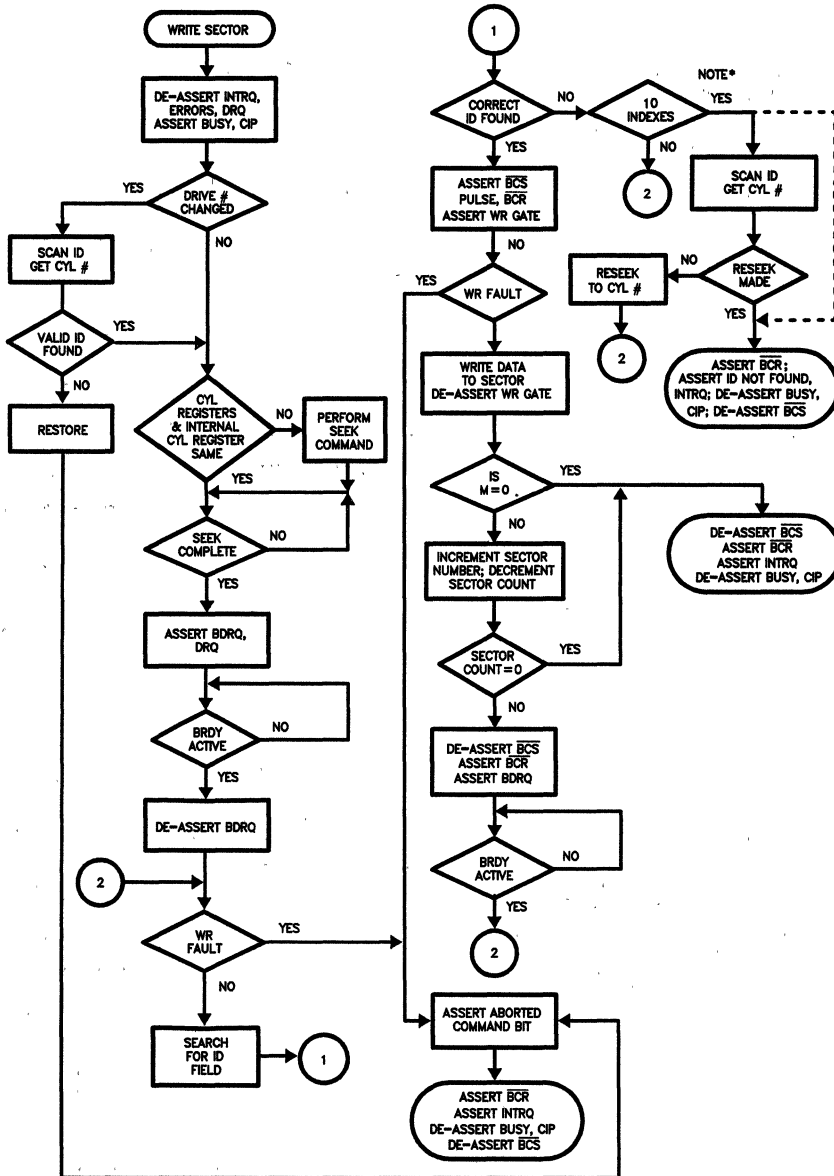 WRITE SECTOR
DE-ASSERT INTRQ,
ERRORS, DRQ
ASSERT BUSY, CIP
YES
DRIVE #
CHANGED
NO
SCAN ID
GET CYL #
VALID ID
FOUND
YES
NO
RESTORE
CYL
REGISTERS
& INTERNAL
CYL REGISTER
SAME
NO
PERFORM
SEEK
COMMAND
YES
SEEK
COMPLETE
NO
YES
ASSERT BDRQ,
DRQ
BRDY
ACTIVE
NO
YES
DE-ASSERT BDRQ
2
WR
FAULT
YES
NO
SEARCH
FOR ID
FIELD
1
1
CORRECT
ID FOUND
NO
YES
NOTE*
10
INDEXES
YES
NO
2
SCAN ID
GET CYL #
RESEEK
MADE
NO
RESEEK
TO CYL #
2
YES
ASSERT BCR;
ASSERT ID NOT FOUND,
INTRQ; DE-ASSERT BUSY,
CIP; DE-ASSERT BCS
ASSERT BCS
PULSE, BCR
ASSERT WR GATE
NO
YES
WR FAULT
WRITE DATA
TO SECTOR
DE-ASSERT WR GATE
IS
M=0
YES
NO
DE-ASSERT BCS
ASSERT BCR
ASSERT INTRQ
DE-ASSERT BUSY, CIP
INCREMENT SECTOR
NUMBER; DECREMENT
SECTOR COUNT
SECTOR
COUNT=0
YES
NO
DE-ASSERT BCS
ASSERT BCR
ASSERT BDRQ
BRDY
ACTIVE
NO
YES
2
ASSERT ABORTED
COMMAND BIT
ASSERT BCR
ASSERT INTRQ
DE-ASSERT BUSY, CIP
DE-ASSERT BCS